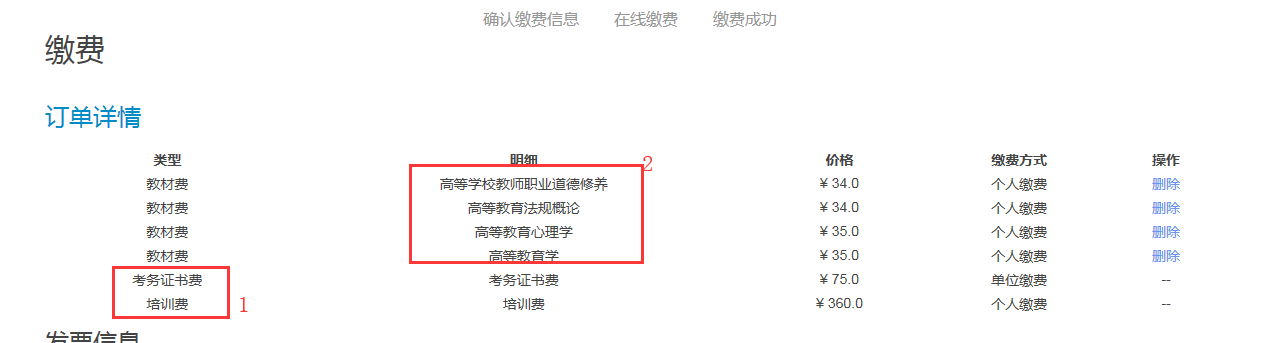 确认缴费信息 在线缴费 缴费成功
缴费
订单详情
类型 明细 价格 缴费方式 操作
2
教材费 高等学校教师职业道德修养 ¥ 34.0 个人缴费 删除
教材费 高等教育法规概论 ¥ 34.0 个人缴费 删除
教材费 高等教育心理学 ¥ 35.0 个人缴费 删除
教材费 高等教育学 ¥ 35.0 个人缴费 删除
考务证书费 考务证书费 ¥ 75.0 单位缴费 --
培训费 1 培训费 ¥ 360.0 个人缴费 --
发票信息